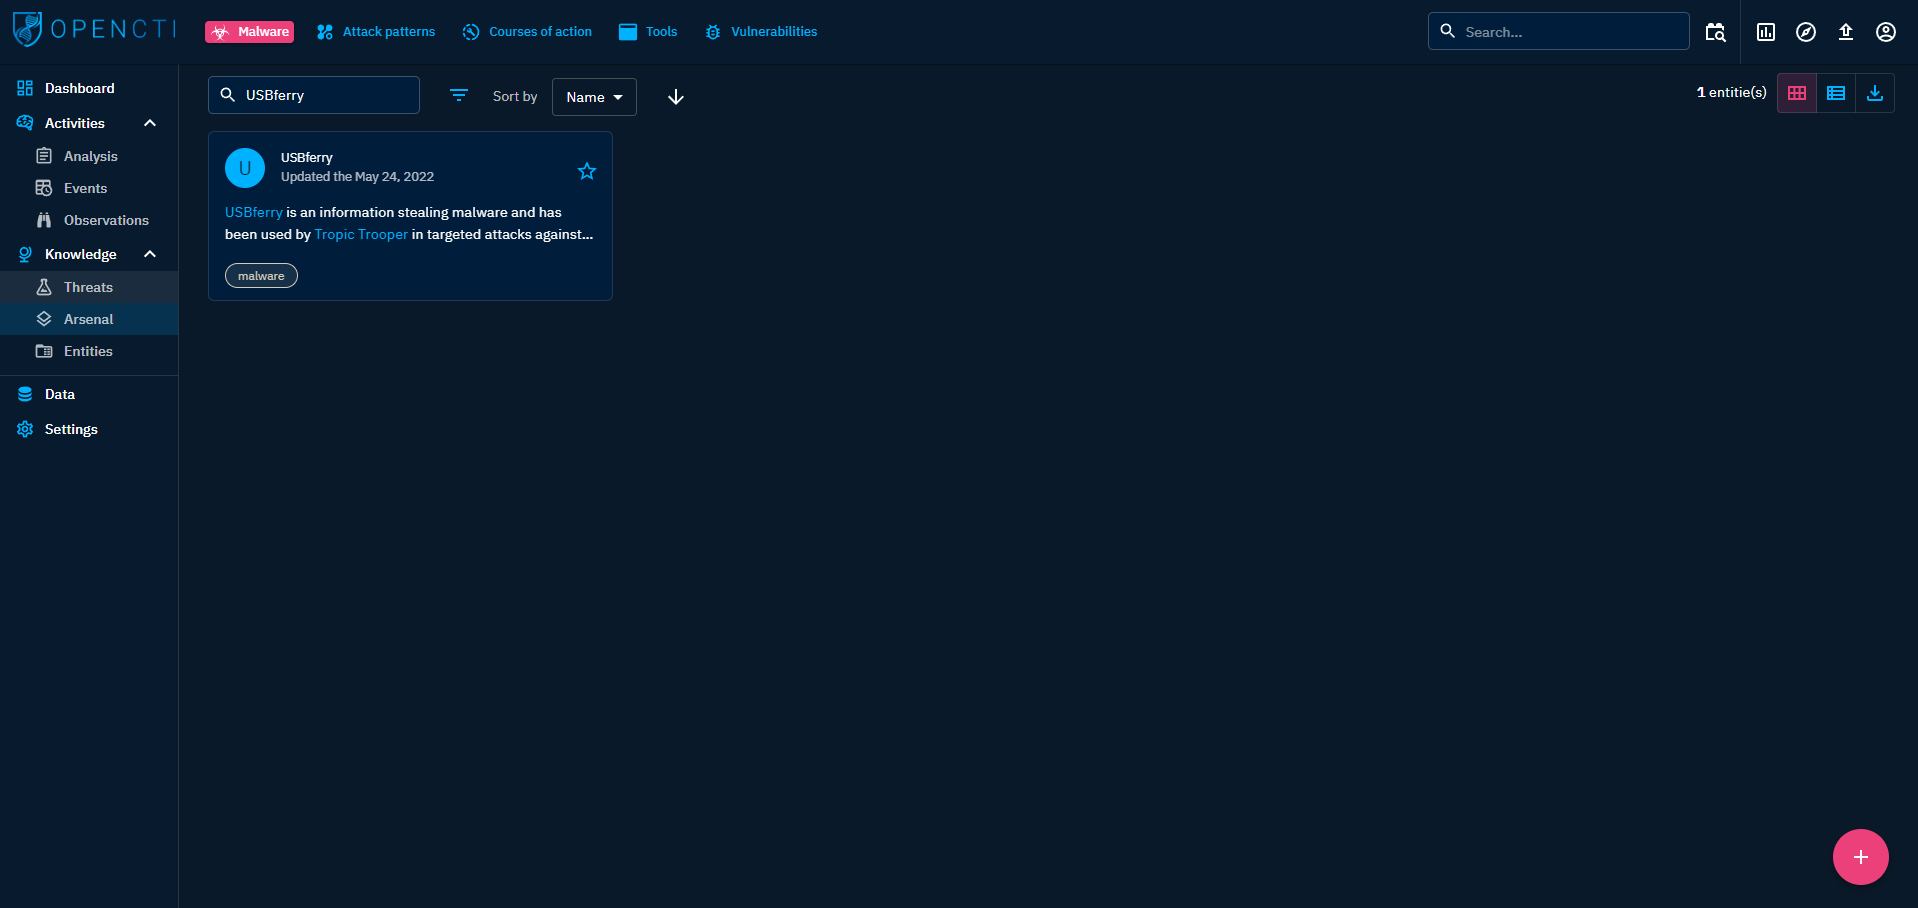 OPENCTI
Malware
Attack patterns
Courses of action
Tools
Vulnerabilities
Search...
Dashboard
Activities
Analysis
Events
Observations
Knowledge
Threats
Arsenal
Entities
Data
Settings
USBferry
Sort by
Name
1 entitie(s)
U
USBferry
Updated the May 24, 2022
USBferry is an information stealing malware and has
been used by Tropic Trooper in targeted attacks against...
malware